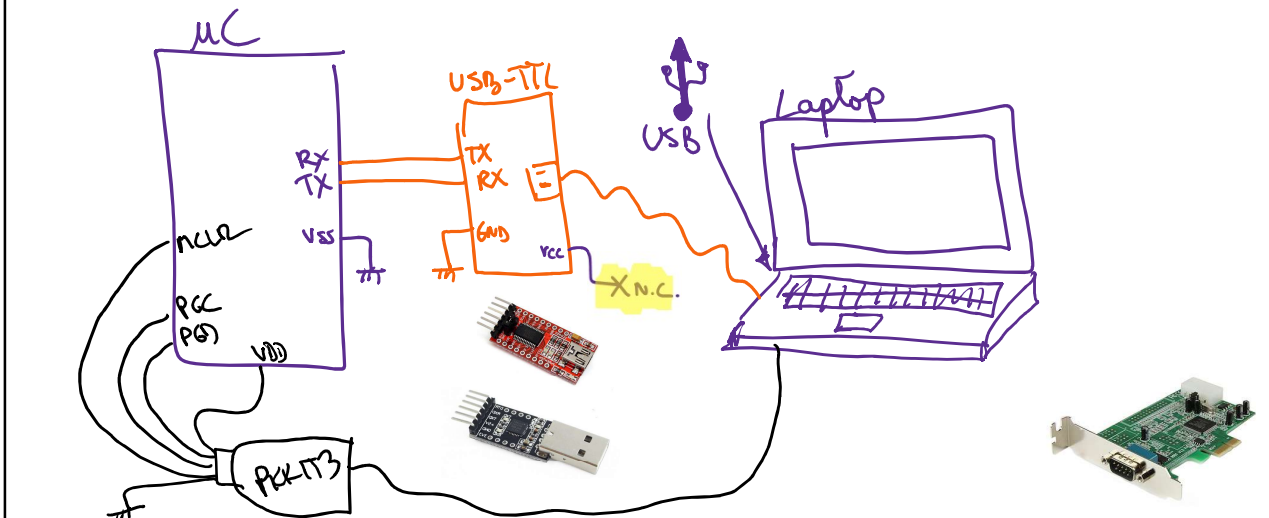 µC
USB-TTL
USB
Laptop
RX
TX
TX
RX
VSS
GND
VCC
X N.C.
MCLR
PGC
PGD
VDD
PICKIT3